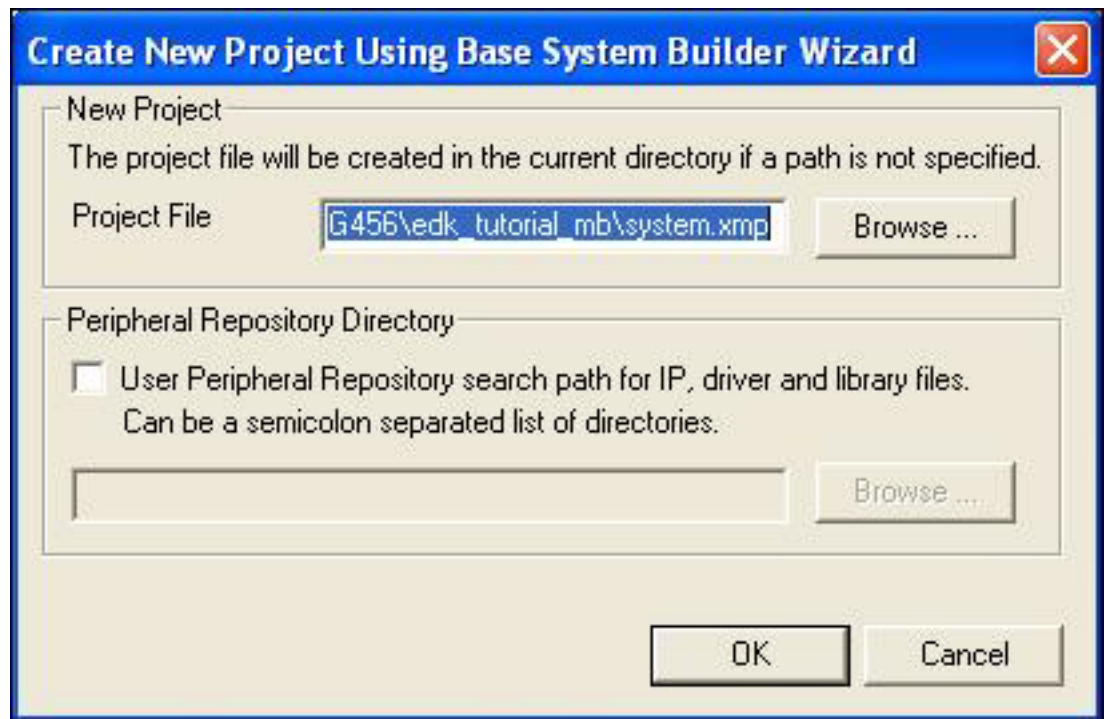 Create New Project Using Base System Builder Wizard
New Project
The project file will be created in the current directory if a path is not specified.
Project File
G456\edk_tutorial_mb\system.xmp
Browse ...
Peripheral Repository Directory
User Peripheral Repository search path for IP, driver and library files.
Can be a semicolon separated list of directories.
Browse ...
OK
Cancel